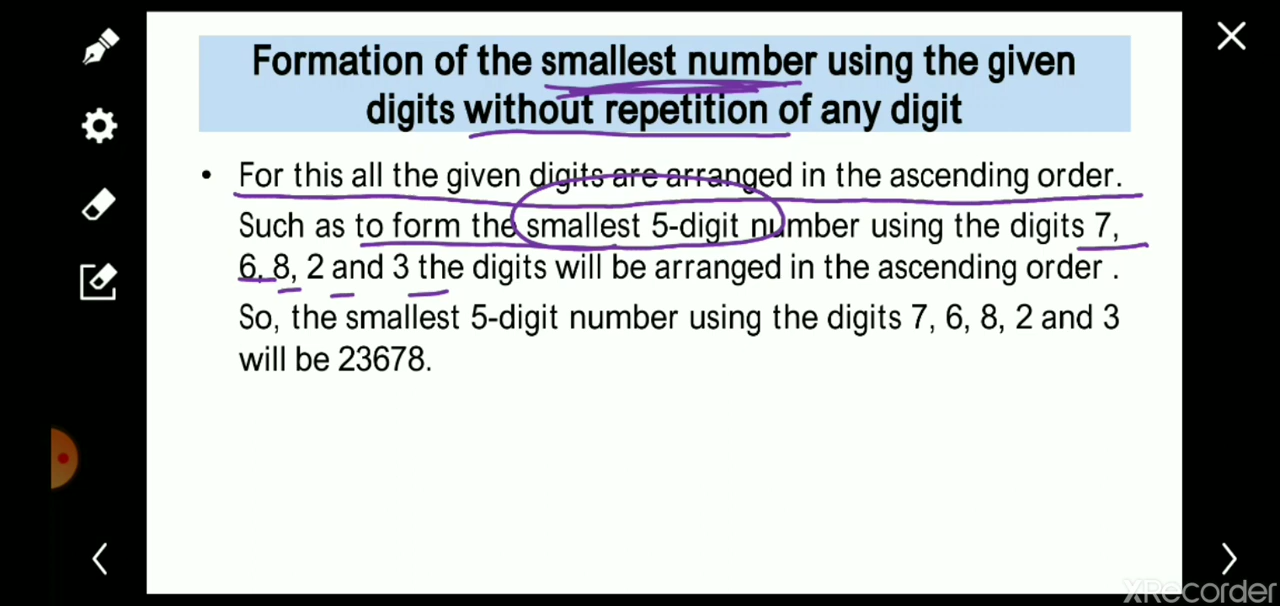 Formation of the smallest number using the given
digits without repetition of any digit
• For this all the given digits are arranged in the ascending order.
Such as to form the smallest 5-digit number using the digits 7,
6, 8, 2 and 3 the digits will be arranged in the ascending order .
So, the smallest 5-digit number using the digits 7, 6, 8, 2 and 3
will be 23678.
XRecorder